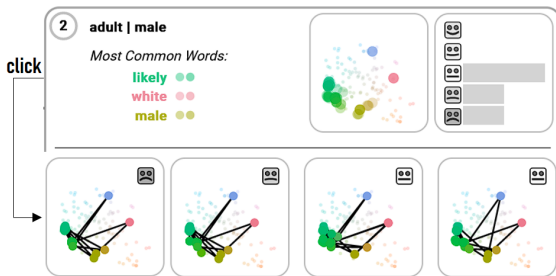 2
adult | male
Most Common Words:
likely
white
male
click